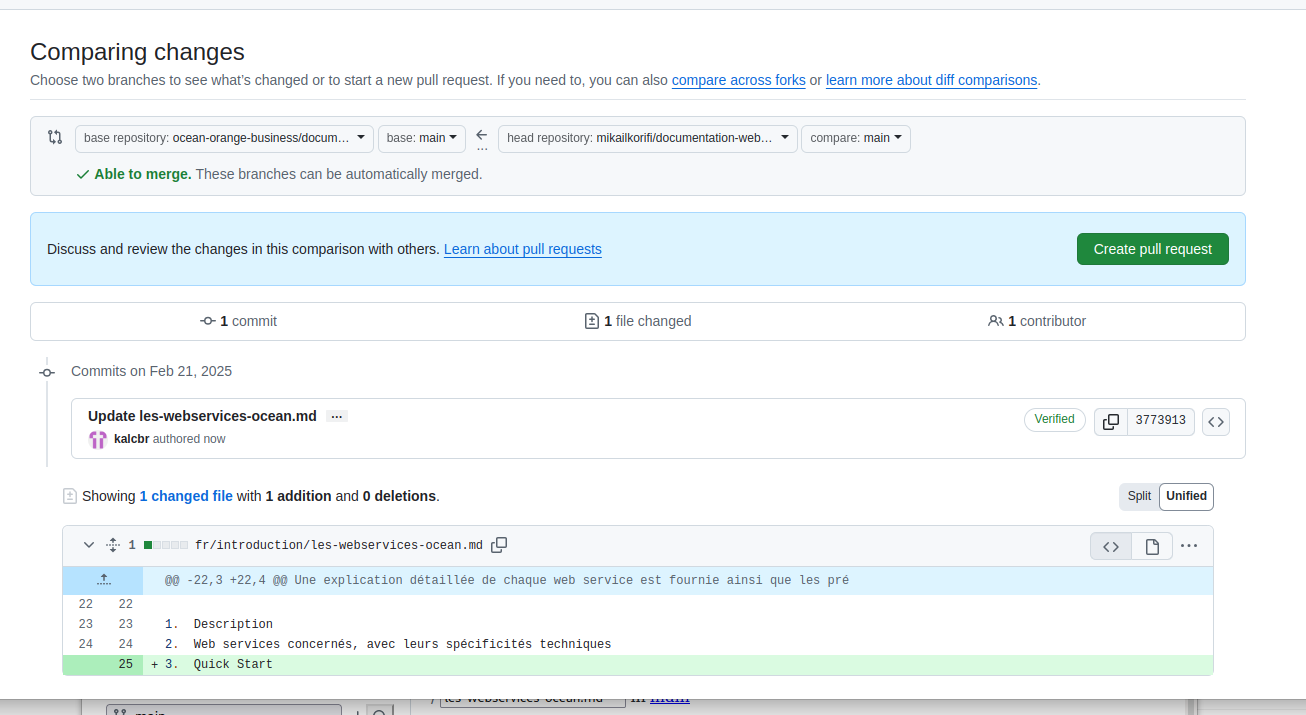 Comparing changes
Choose two branches to see what's changed or to start a new pull request. If you need to, you can also compare across forks or learn more about diff comparisons.
base repository: ocean-orange-business/docum... base: main ... head repository: mikailkorifi/documentation-web... compare: main
Able to merge. These branches can be automatically merged.
Discuss and review the changes in this comparison with others. Learn about pull requests Create pull request
1 commit 1 file changed 1 contributor
Commits on Feb 21, 2025
Update les-webservices-ocean.md ...
Verified 3773913
kalcbr authored now
Showing 1 changed file with 1 addition and 0 deletions. Split Unified
1 fr/introduction/les-webservices-ocean.md
@@ -22,3 +22,4 @@ Une explication détaillée de chaque web service est fournie ainsi que les pré
22 22
23 23 1. Description
24 24 2. Web services concernés, avec leurs spécificités techniques
25 + 3. Quick Start
/ les-webservices-ocean.md in main
main